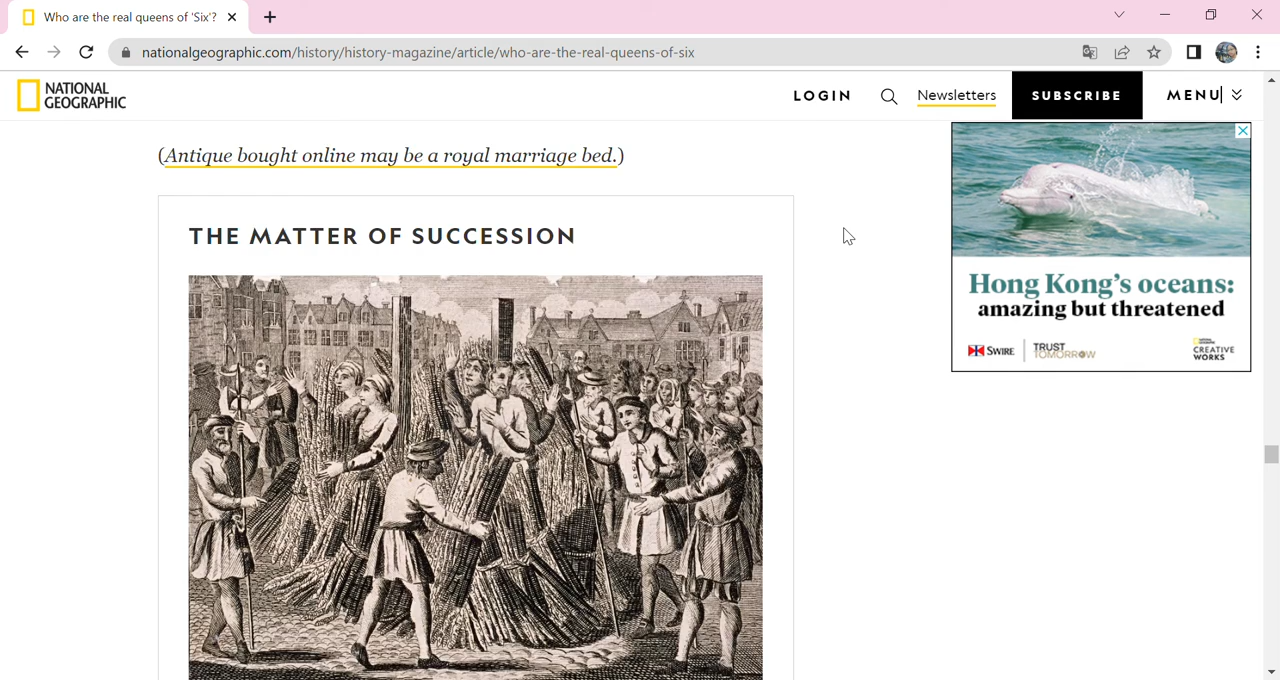 Who are the real queens of 'Six'?
nationalgeographic.com/history/history-magazine/article/who-are-the-real-queens-of-six
NATIONAL
GEOGRAPHIC
LOGIN
Newsletters
SUBSCRIBE
MENU
(Antique bought online may be a royal marriage bed.)
THE MATTER OF SUCCESSION
Hong Kong's oceans:
amazing but threatened
SWIRE
TRUST
TOMORROW
NATIONAL GEOGRAPHIC
CREATIVE
WORKS